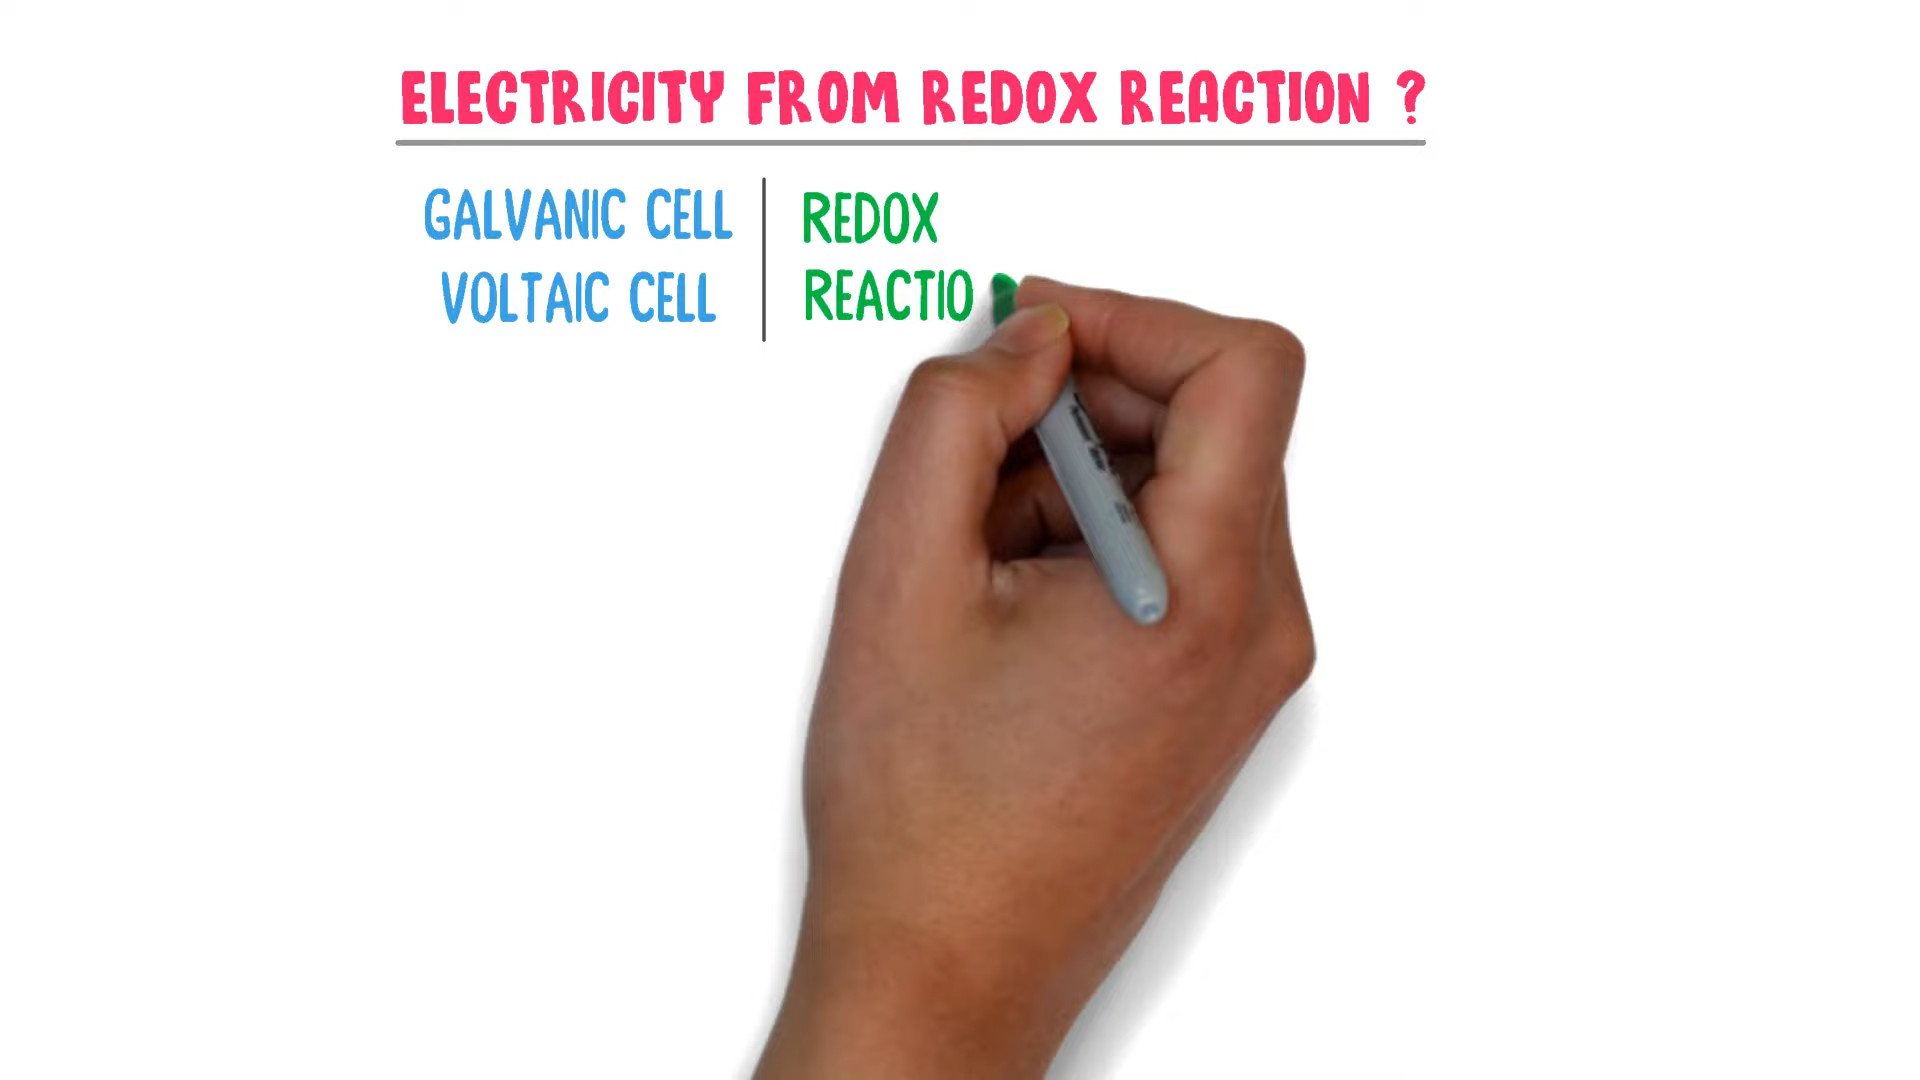 ELECTRICITY FROM REDOX REACTION ?
GALVANIC CELL
VOLTAIC CELL
REDOX
REACTIO